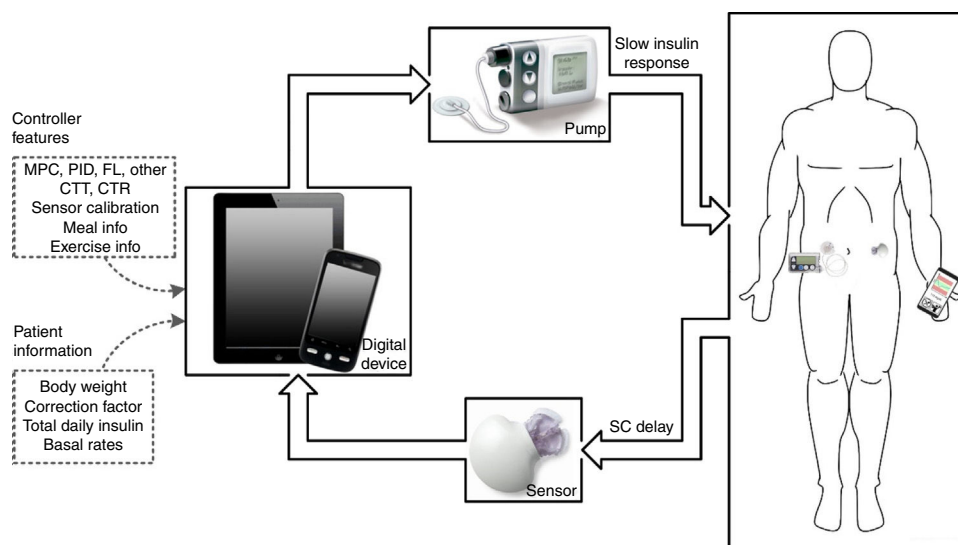 Slow insulin
response
Pump
Controller
features
MPC, PID, FL, other
CTT, CTR
Sensor calibration
Meal info
Exercise info
Digital
device
Patient
information
Body weight
Correction factor
Total daily insulin
Basal rates
SC delay
Sensor